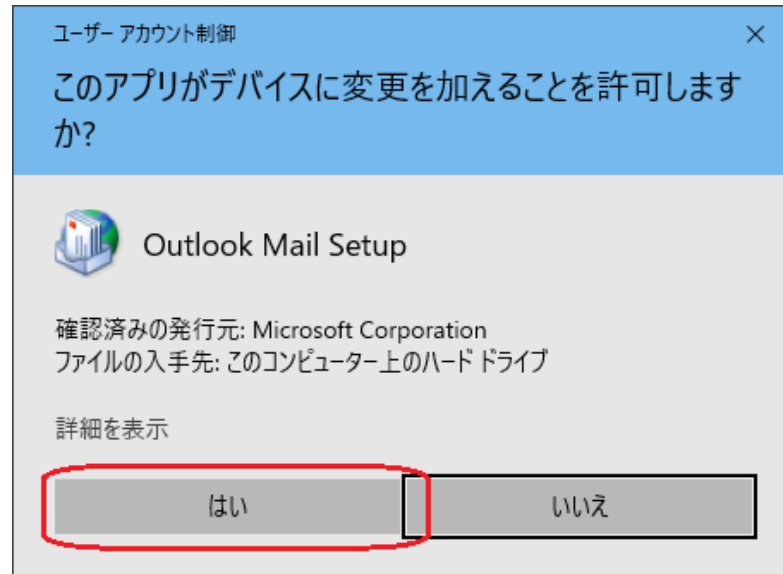 ユーザー アカウント制御
このアプリがデバイスに変更を加えることを許可します
か?
Outlook Mail Setup
確認済みの発行元: Microsoft Corporation
ファイルの入手先: このコンピューター上のハード ドライブ
詳細を表示
はい
いいえ